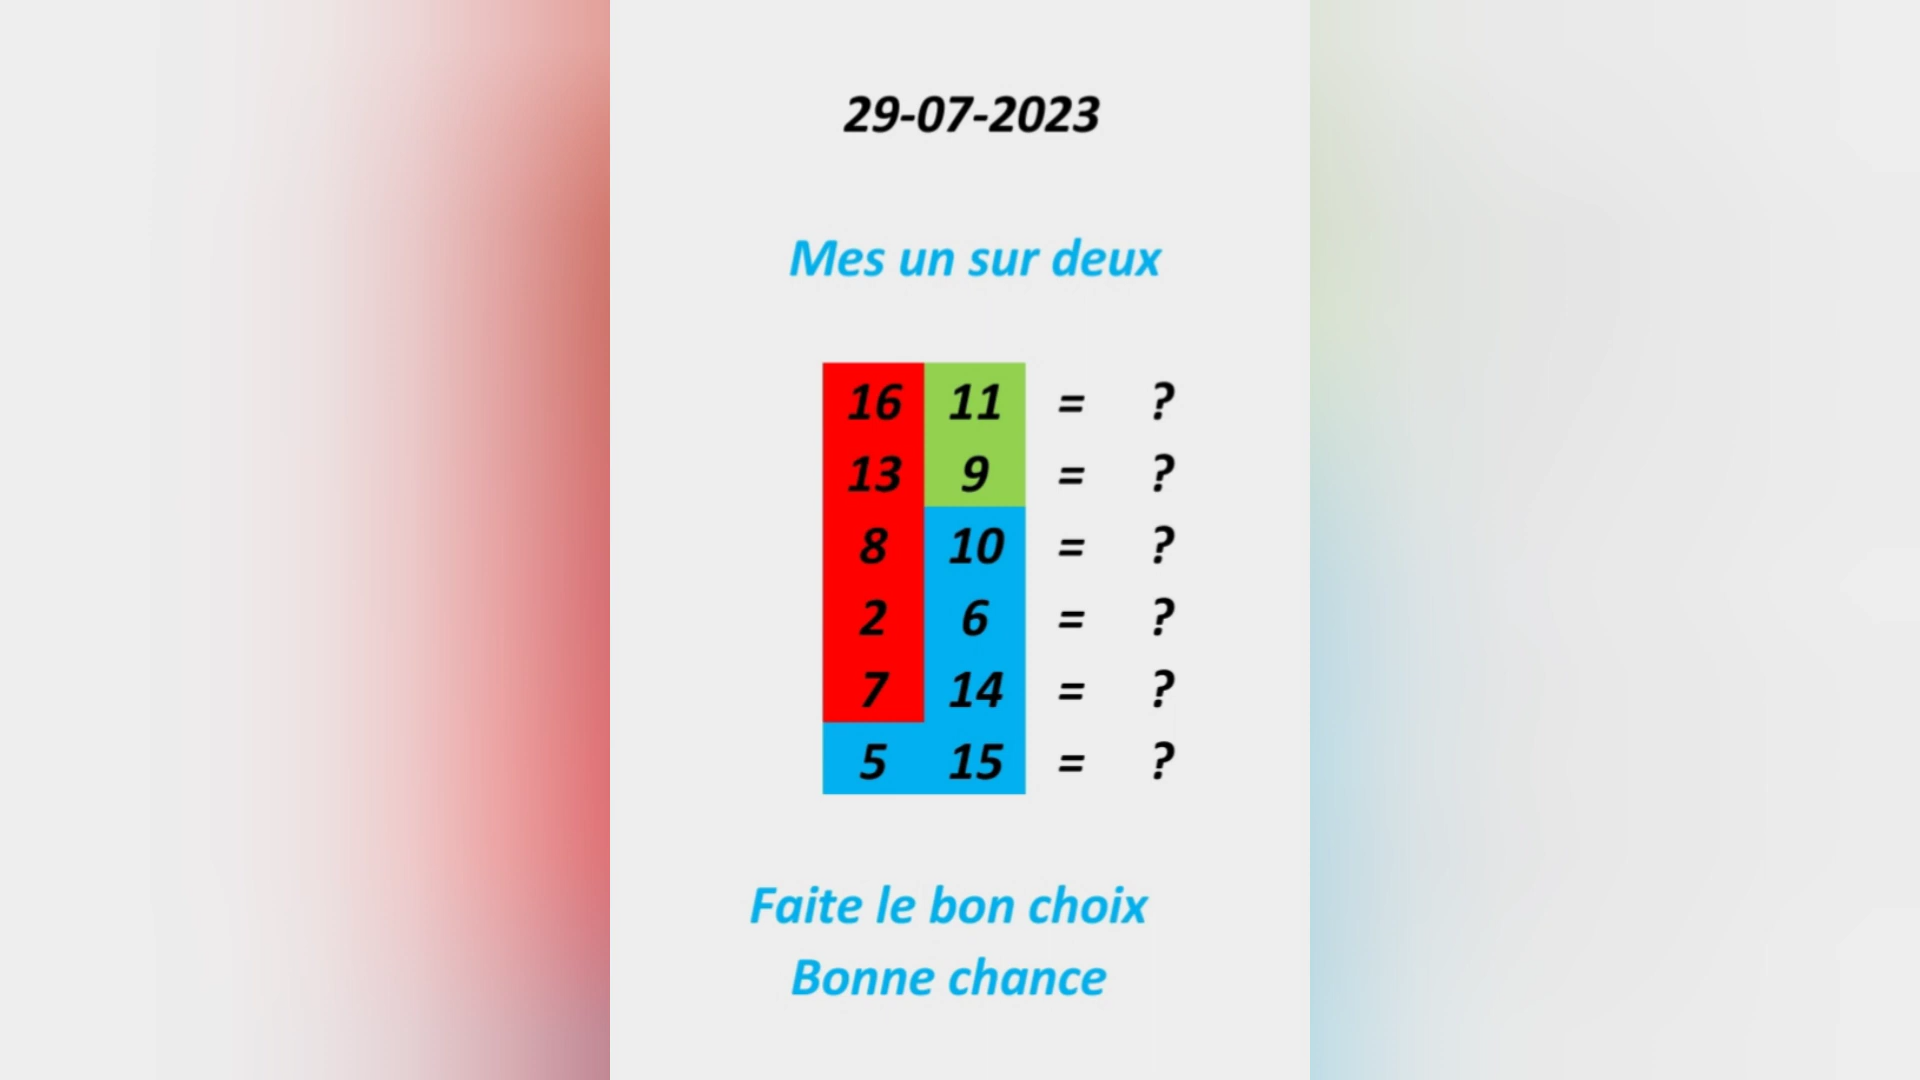 29-07-2023
Mes un sur deux
16 11 = ?
13 9 = ?
8 10 = ?
2 6 = ?
7 14 = ?
5 15 = ?
Faite le bon choix
Bonne chance